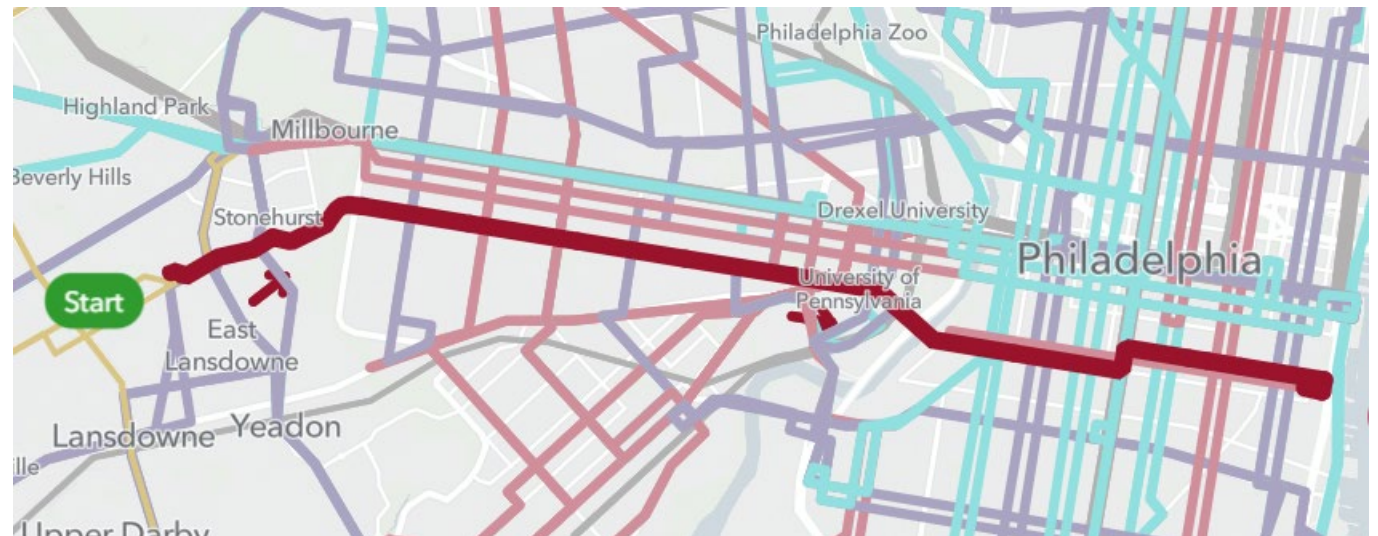 Philadelphia Zoo
Highland Park
Millbourne
Beverly Hills
Stonehurst
Drexel University
Philadelphia
University of
Pennsylvania
Start
East
Lansdowne
Lansdowne
Yeadon
lle
Upper Darby